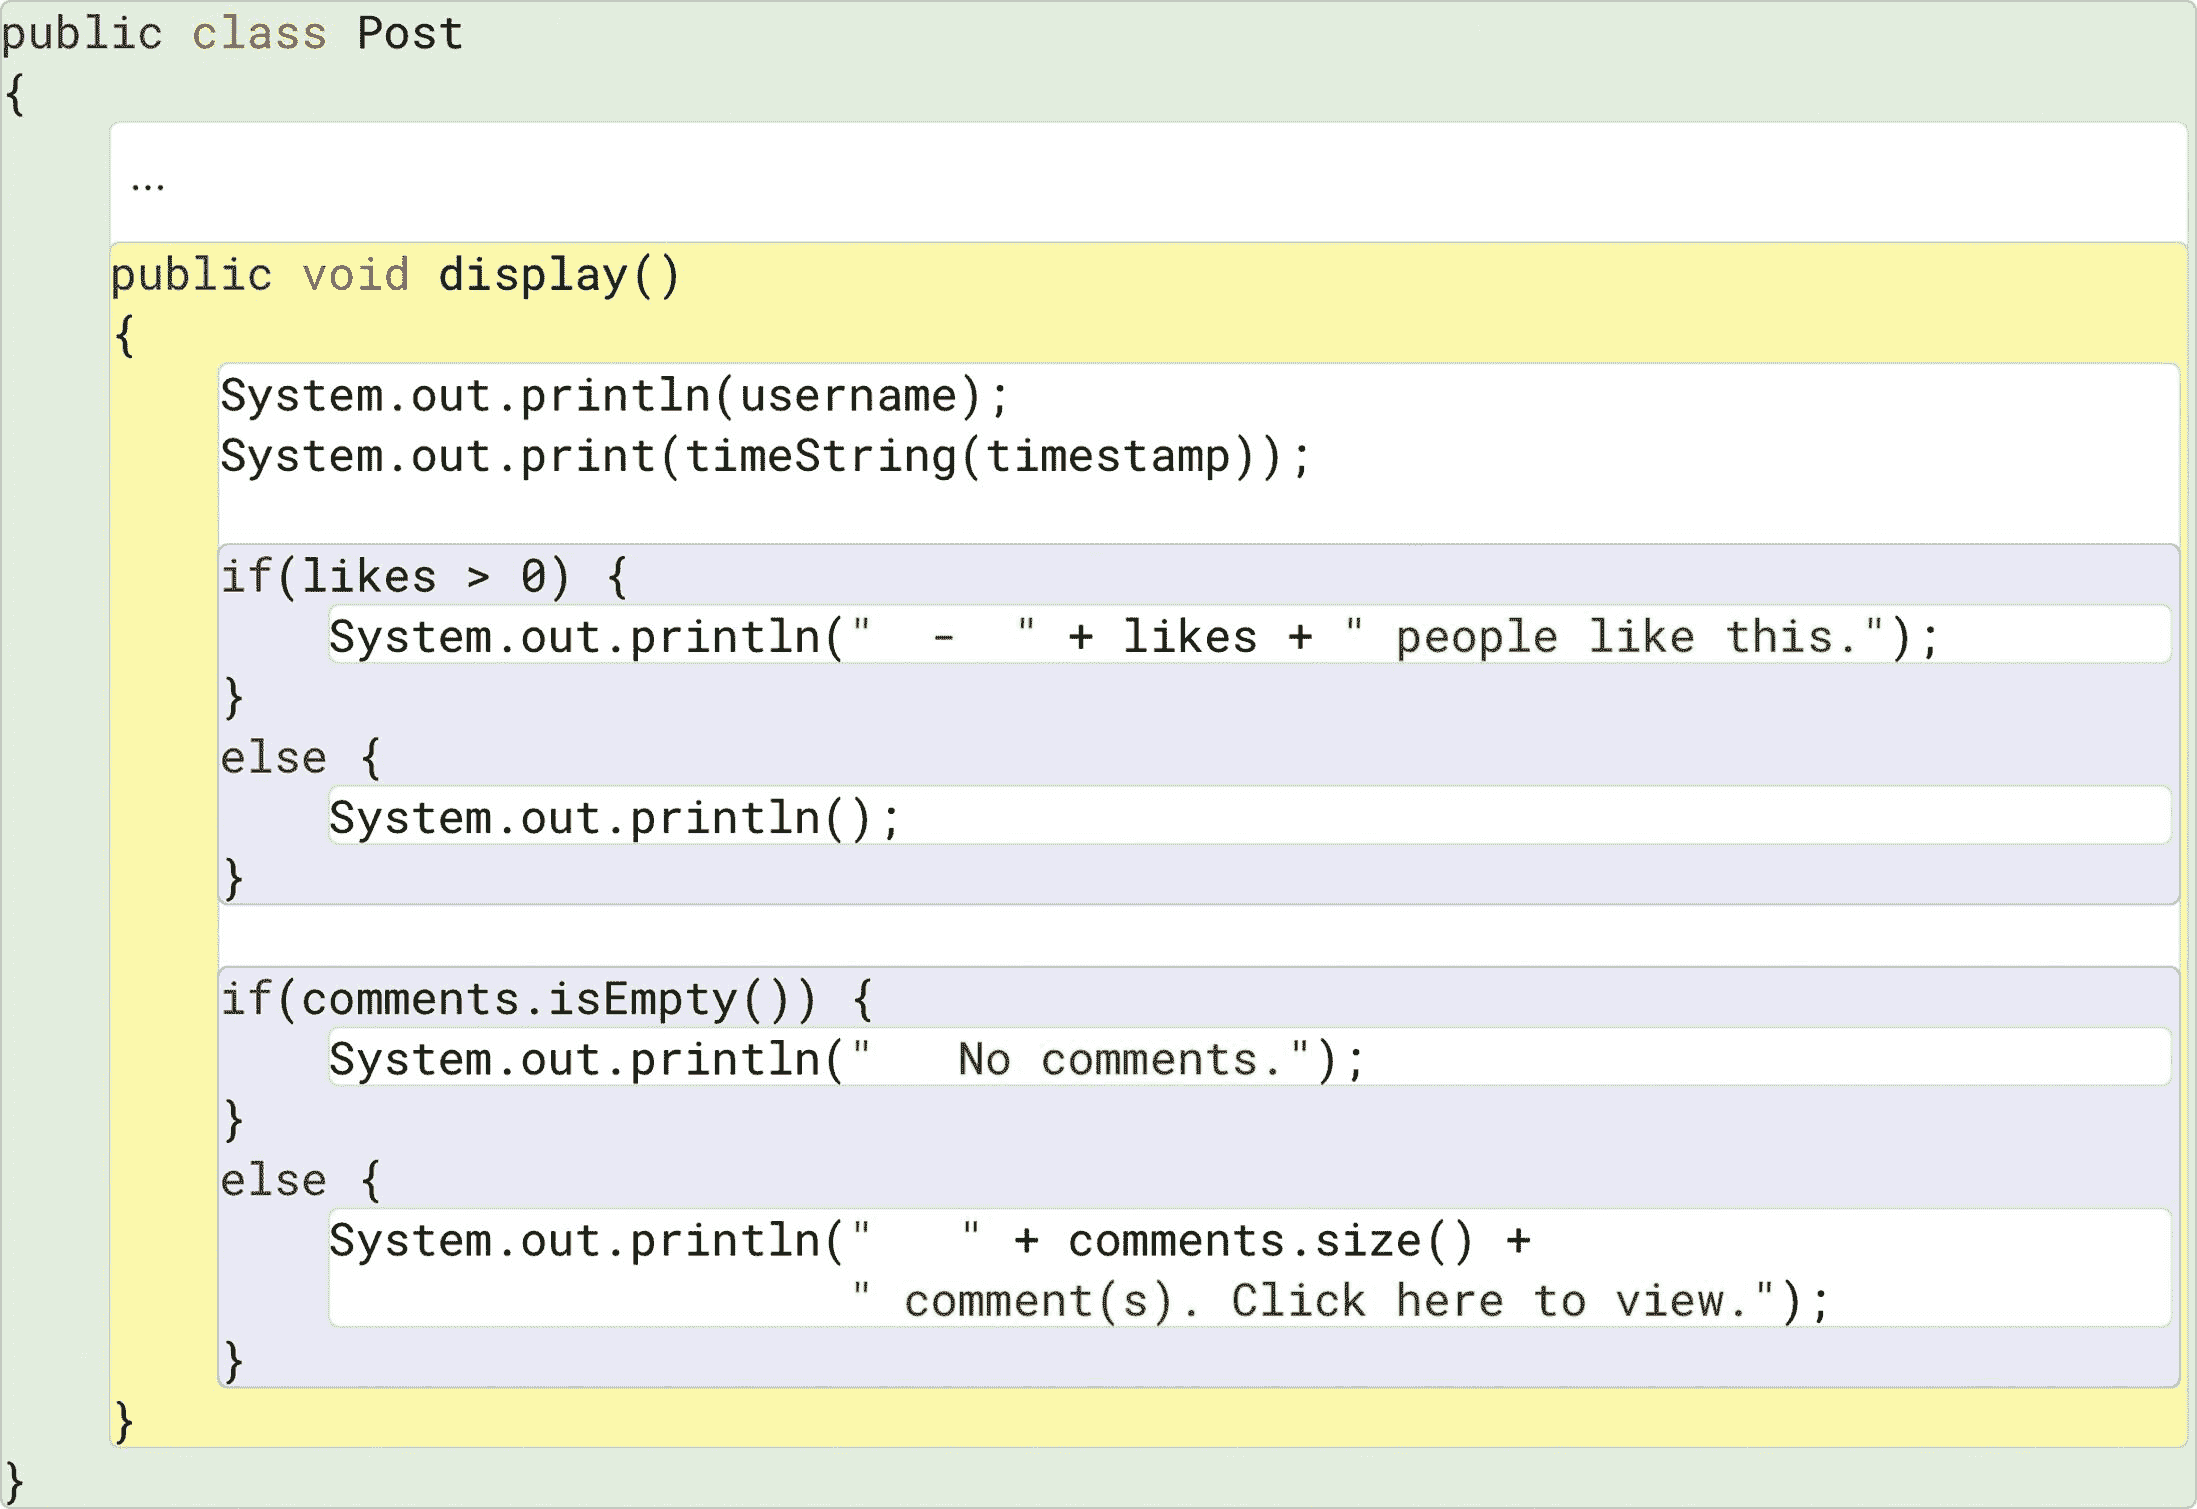 public class Post
{
...
public void display()
{
System.out.println(username);
System.out.print(timeString(timestamp));
if(likes > 0) {
System.out.println("  -  " + likes + " people like this.");
}
else {
System.out.println();
}
if(comments.isEmpty()) {
System.out.println("   No comments.");
}
else {
System.out.println("   " + comments.size() +
" comment(s). Click here to view.");
}
}
}